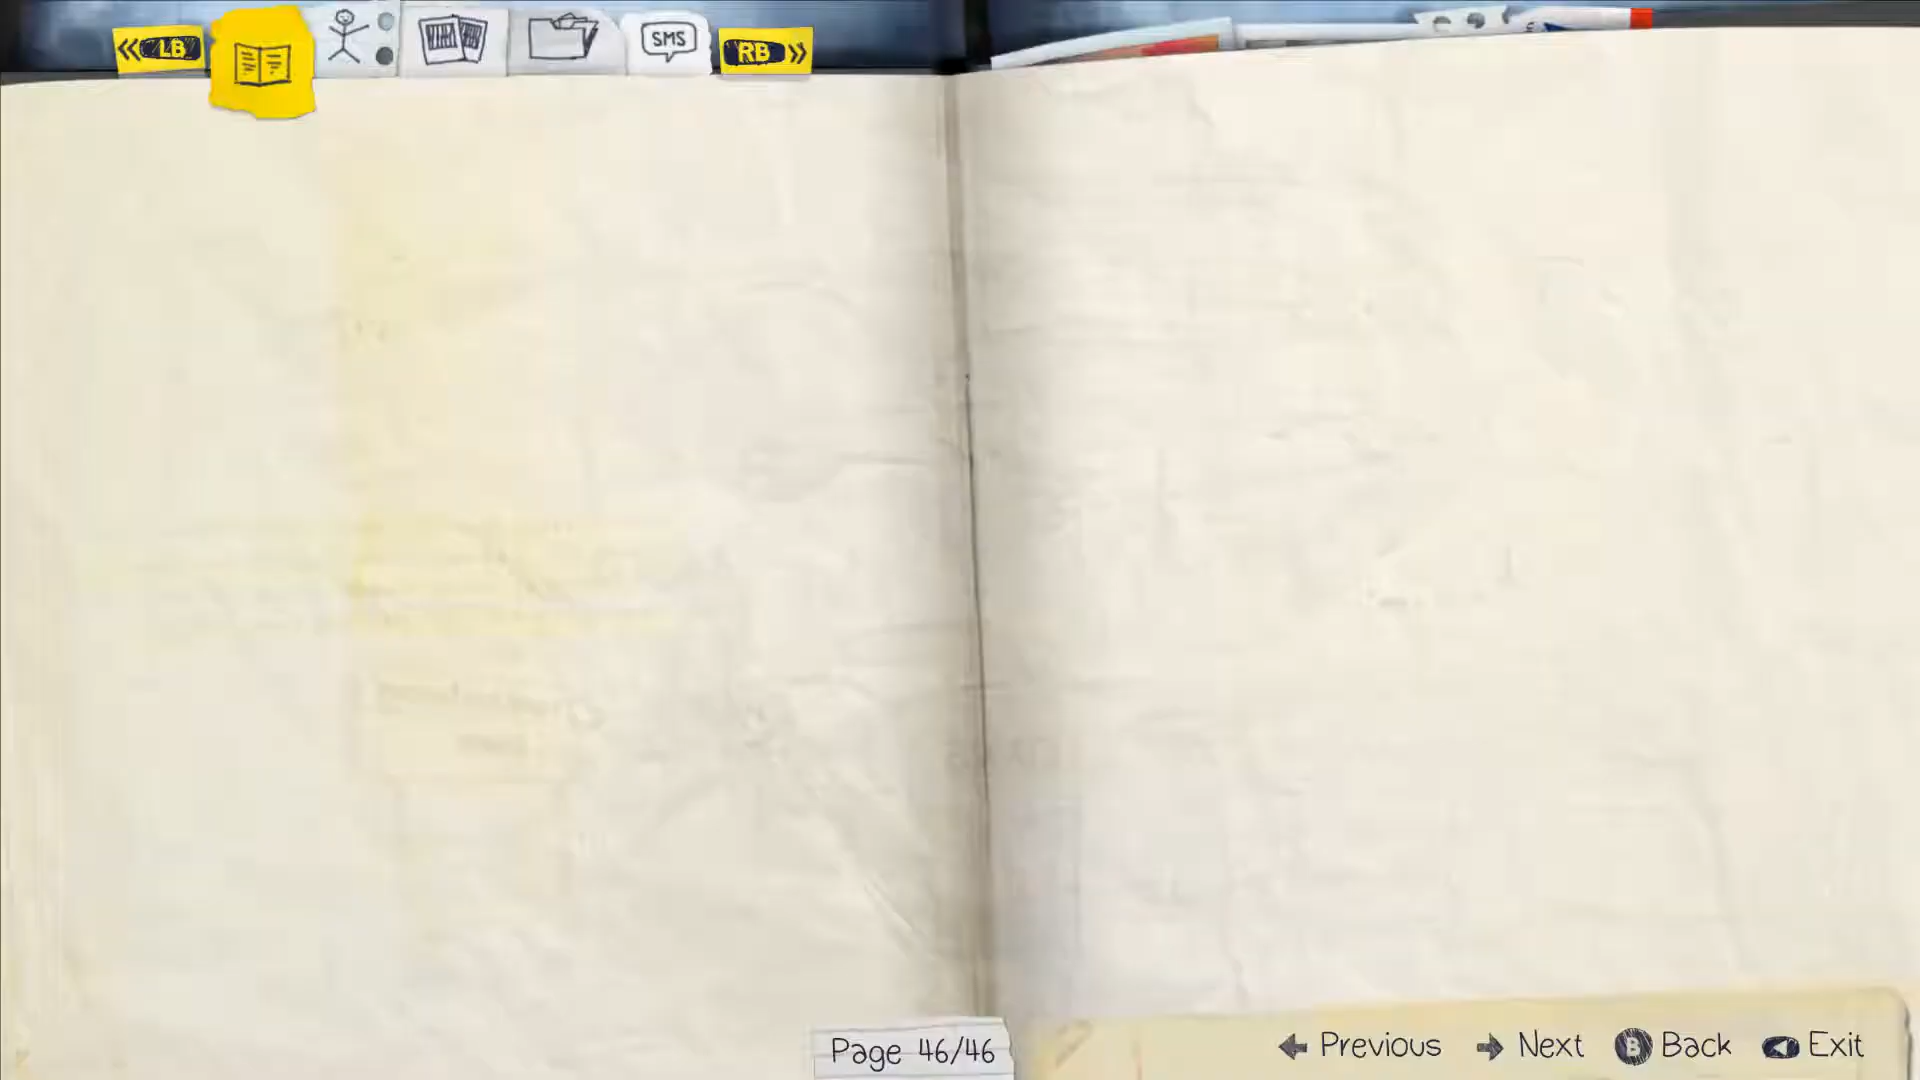 LB
SMS
RB
Page 46/46
Previous
Next
B Back
Exit